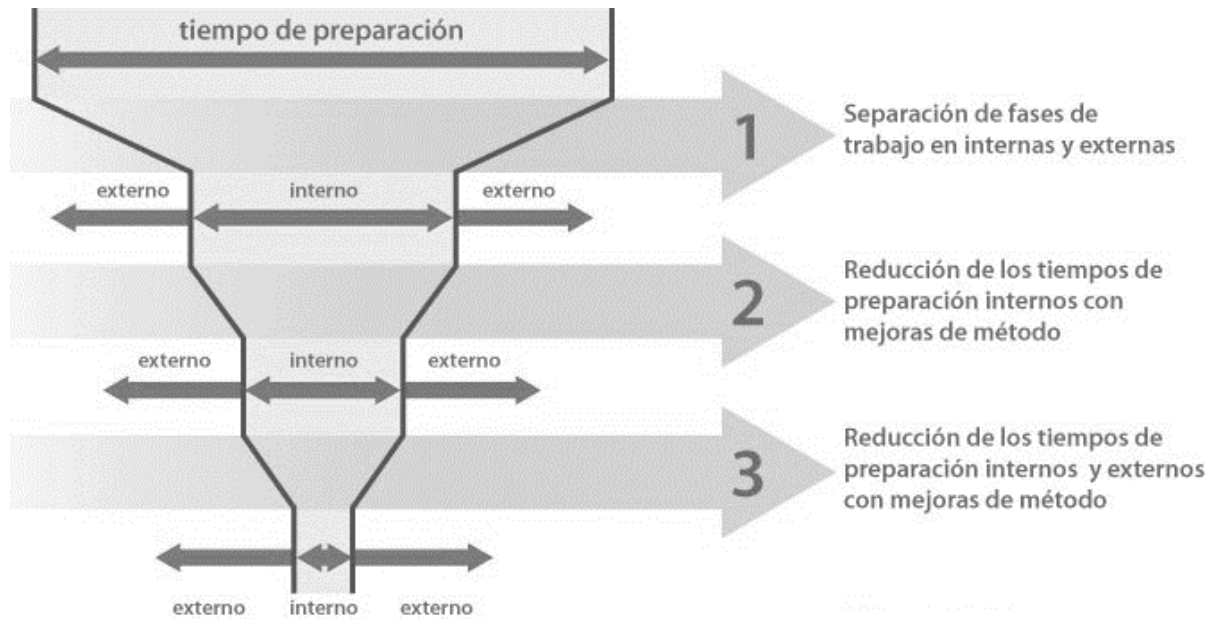 tiempo de preparación
1
Separación de fases de
trabajo en internas y externas
externo interno externo
2
Reducción de los tiempos de
preparación internos con
mejoras de método
externo interno externo
3
Reducción de los tiempos de
preparación internos y externos
con mejoras de método
externo interno externo